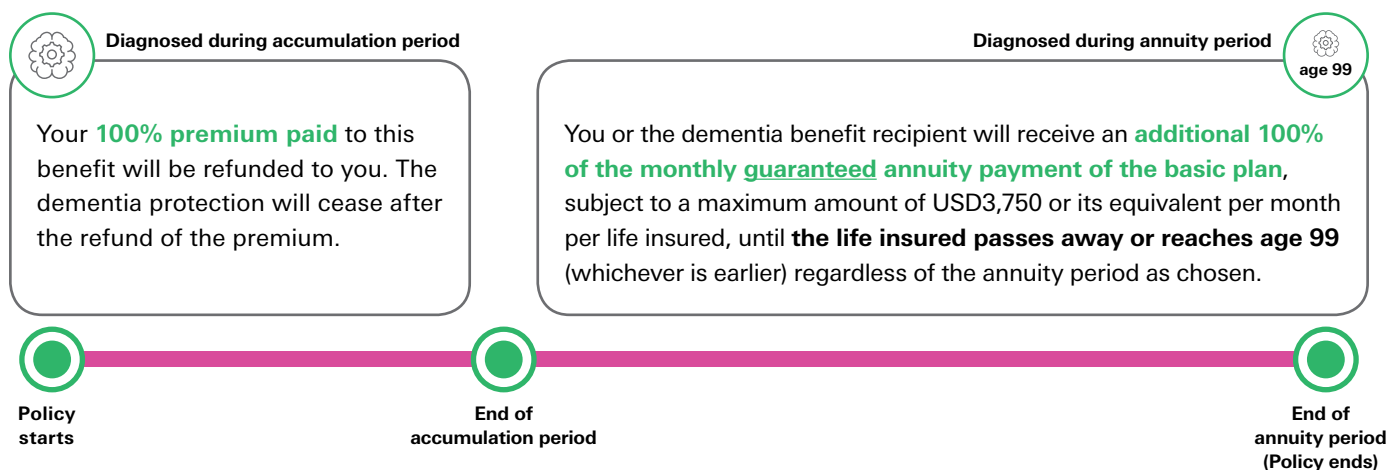 Diagnosed during accumulation period
Your 100% premium paid to this
benefit will be refunded to you. The
dementia protection will cease after
the refund of the premium.
Diagnosed during annuity period
age 99
You or the dementia benefit recipient will receive an additional 100%
of the monthly guaranteed annuity payment of the basic plan,
subject to a maximum amount of USD3,750 or its equivalent per month
per life insured, until the life insured passes away or reaches age 99
(whichever is earlier) regardless of the annuity period as chosen.
Policy
starts
End of
accumulation period
End of
annuity period
(Policy ends)